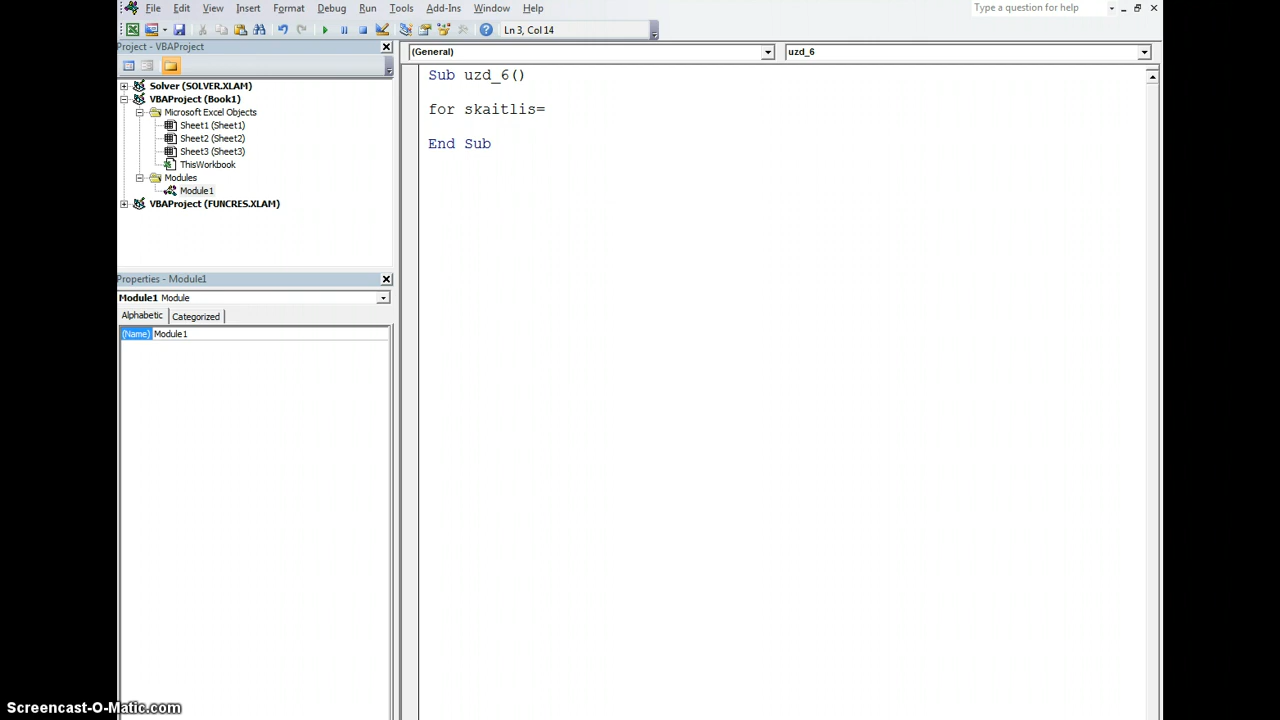 File Edit View Insert Format Debug Run Tools Add-Ins Window Help Type a question for help
Ln 3, Col 14
Project - VBAProject
(General) uzd_6
Solver (SOLVER.XLAM)
VBAProject (Book1)
Microsoft Excel Objects
Sheet1 (Sheet1)
Sheet2 (Sheet2)
Sheet3 (Sheet3)
ThisWorkbook
Modules
Module1
VBAProject (FUNCRES.XLAM)
Sub uzd_6()
for skaitlis=
End Sub
Properties - Module1
Module1 Module
Alphabetic Categorized
(Name) Module1
Screencast-O-Matic.com